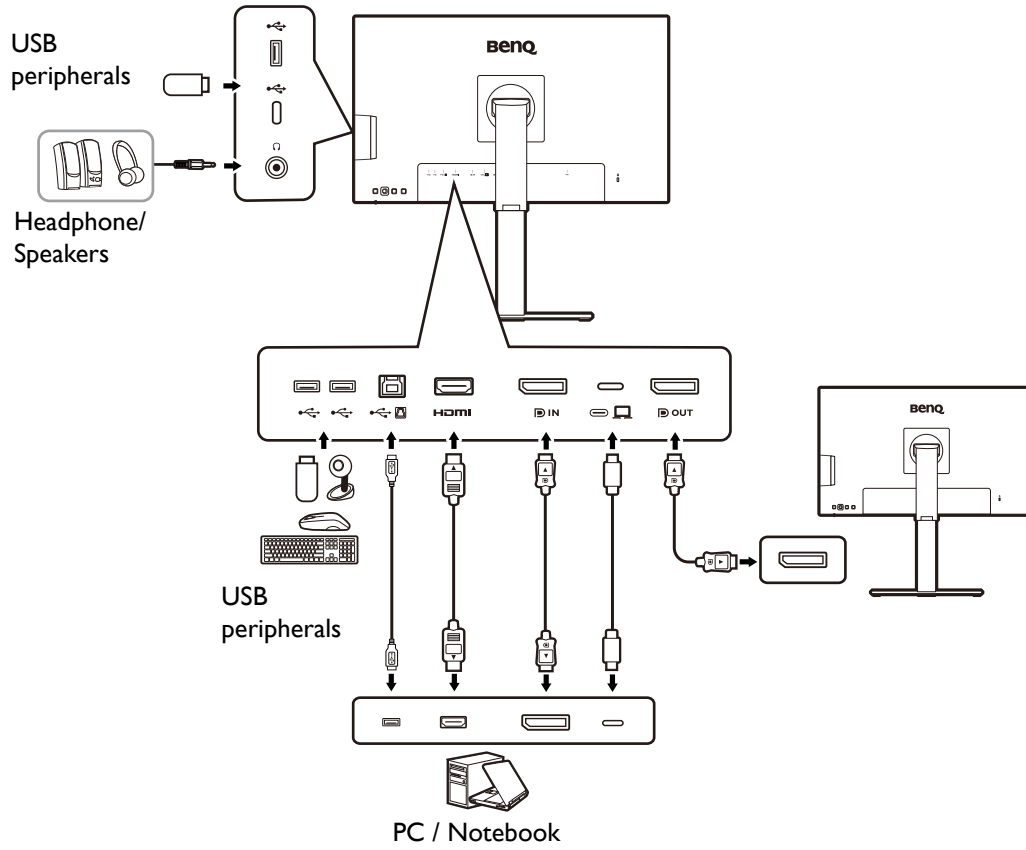 USB
peripherals
BenQ
Headphone/
Speakers
HDMI
IN
OUT
BenQ
USB
peripherals
PC / Notebook